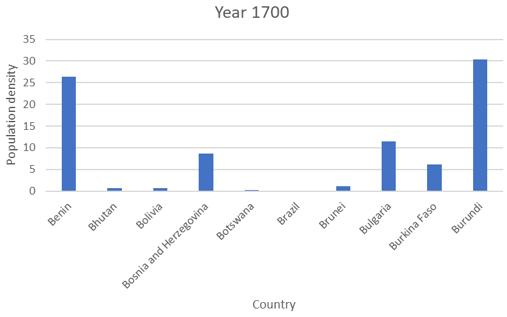 Year 1700
Population density
35
30
25
20
15
10
5
0
Benin
Bhutan
Bolivia
Bosnia and Herzegovina
Botswana
Brazil
Brunei
Bulgaria
Burkina Faso
Burundi
Country